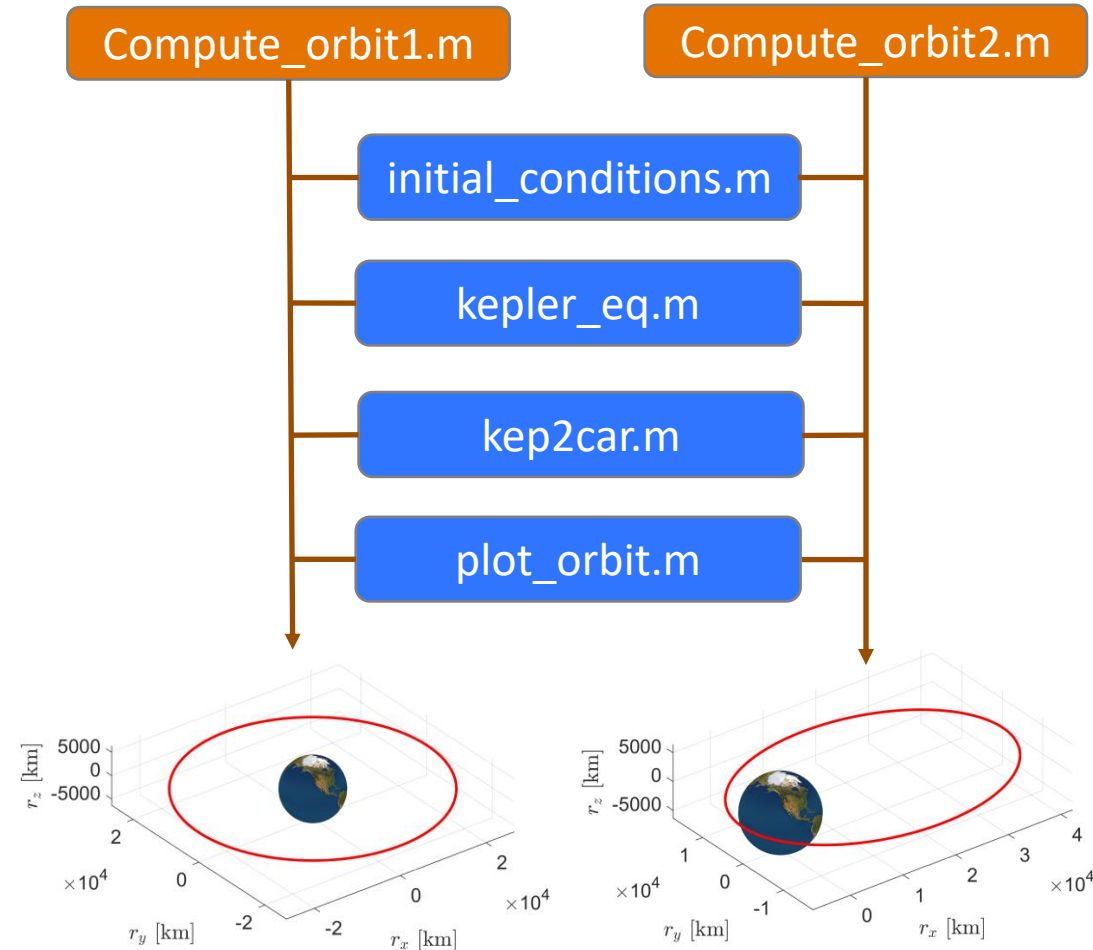 Compute_orbit1.m
Compute_orbit2.m
initial_conditions.m
kepler_eq.m
kep2car.m
plot_orbit.m
5000
0
-5000
r_z [km]
2
0
-2
×10^4
r_y [km]
-2
0
2
×10^4
r_x [km]
5000
0
-5000
r_z [km]
1
0
-1
×10^4
r_y [km]
0
1
2
3
4
×10^4
r_x [km]